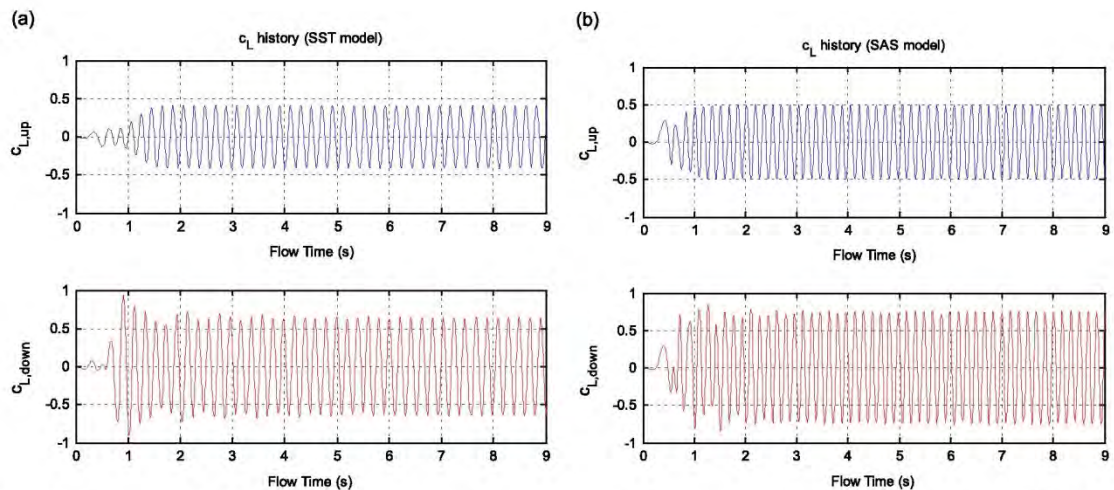 (a)
c_L history (SST model)
1
0.5
0
-0.5
-1
c_L,up
0 1 2 3 4 5 6 7 8 9
Flow Time (s)
1
0.5
0
-0.5
-1
c_L,down
0 1 2 3 4 5 6 7 8 9
Flow Time (s)
(b)
c_L history (SAS model)
1
0.5
0
-0.5
-1
c_L,up
0 1 2 3 4 5 6 7 8 9
Flow Time (s)
1
0.5
0
-0.5
-1
c_L,down
0 1 2 3 4 5 6 7 8 9
Flow Time (s)